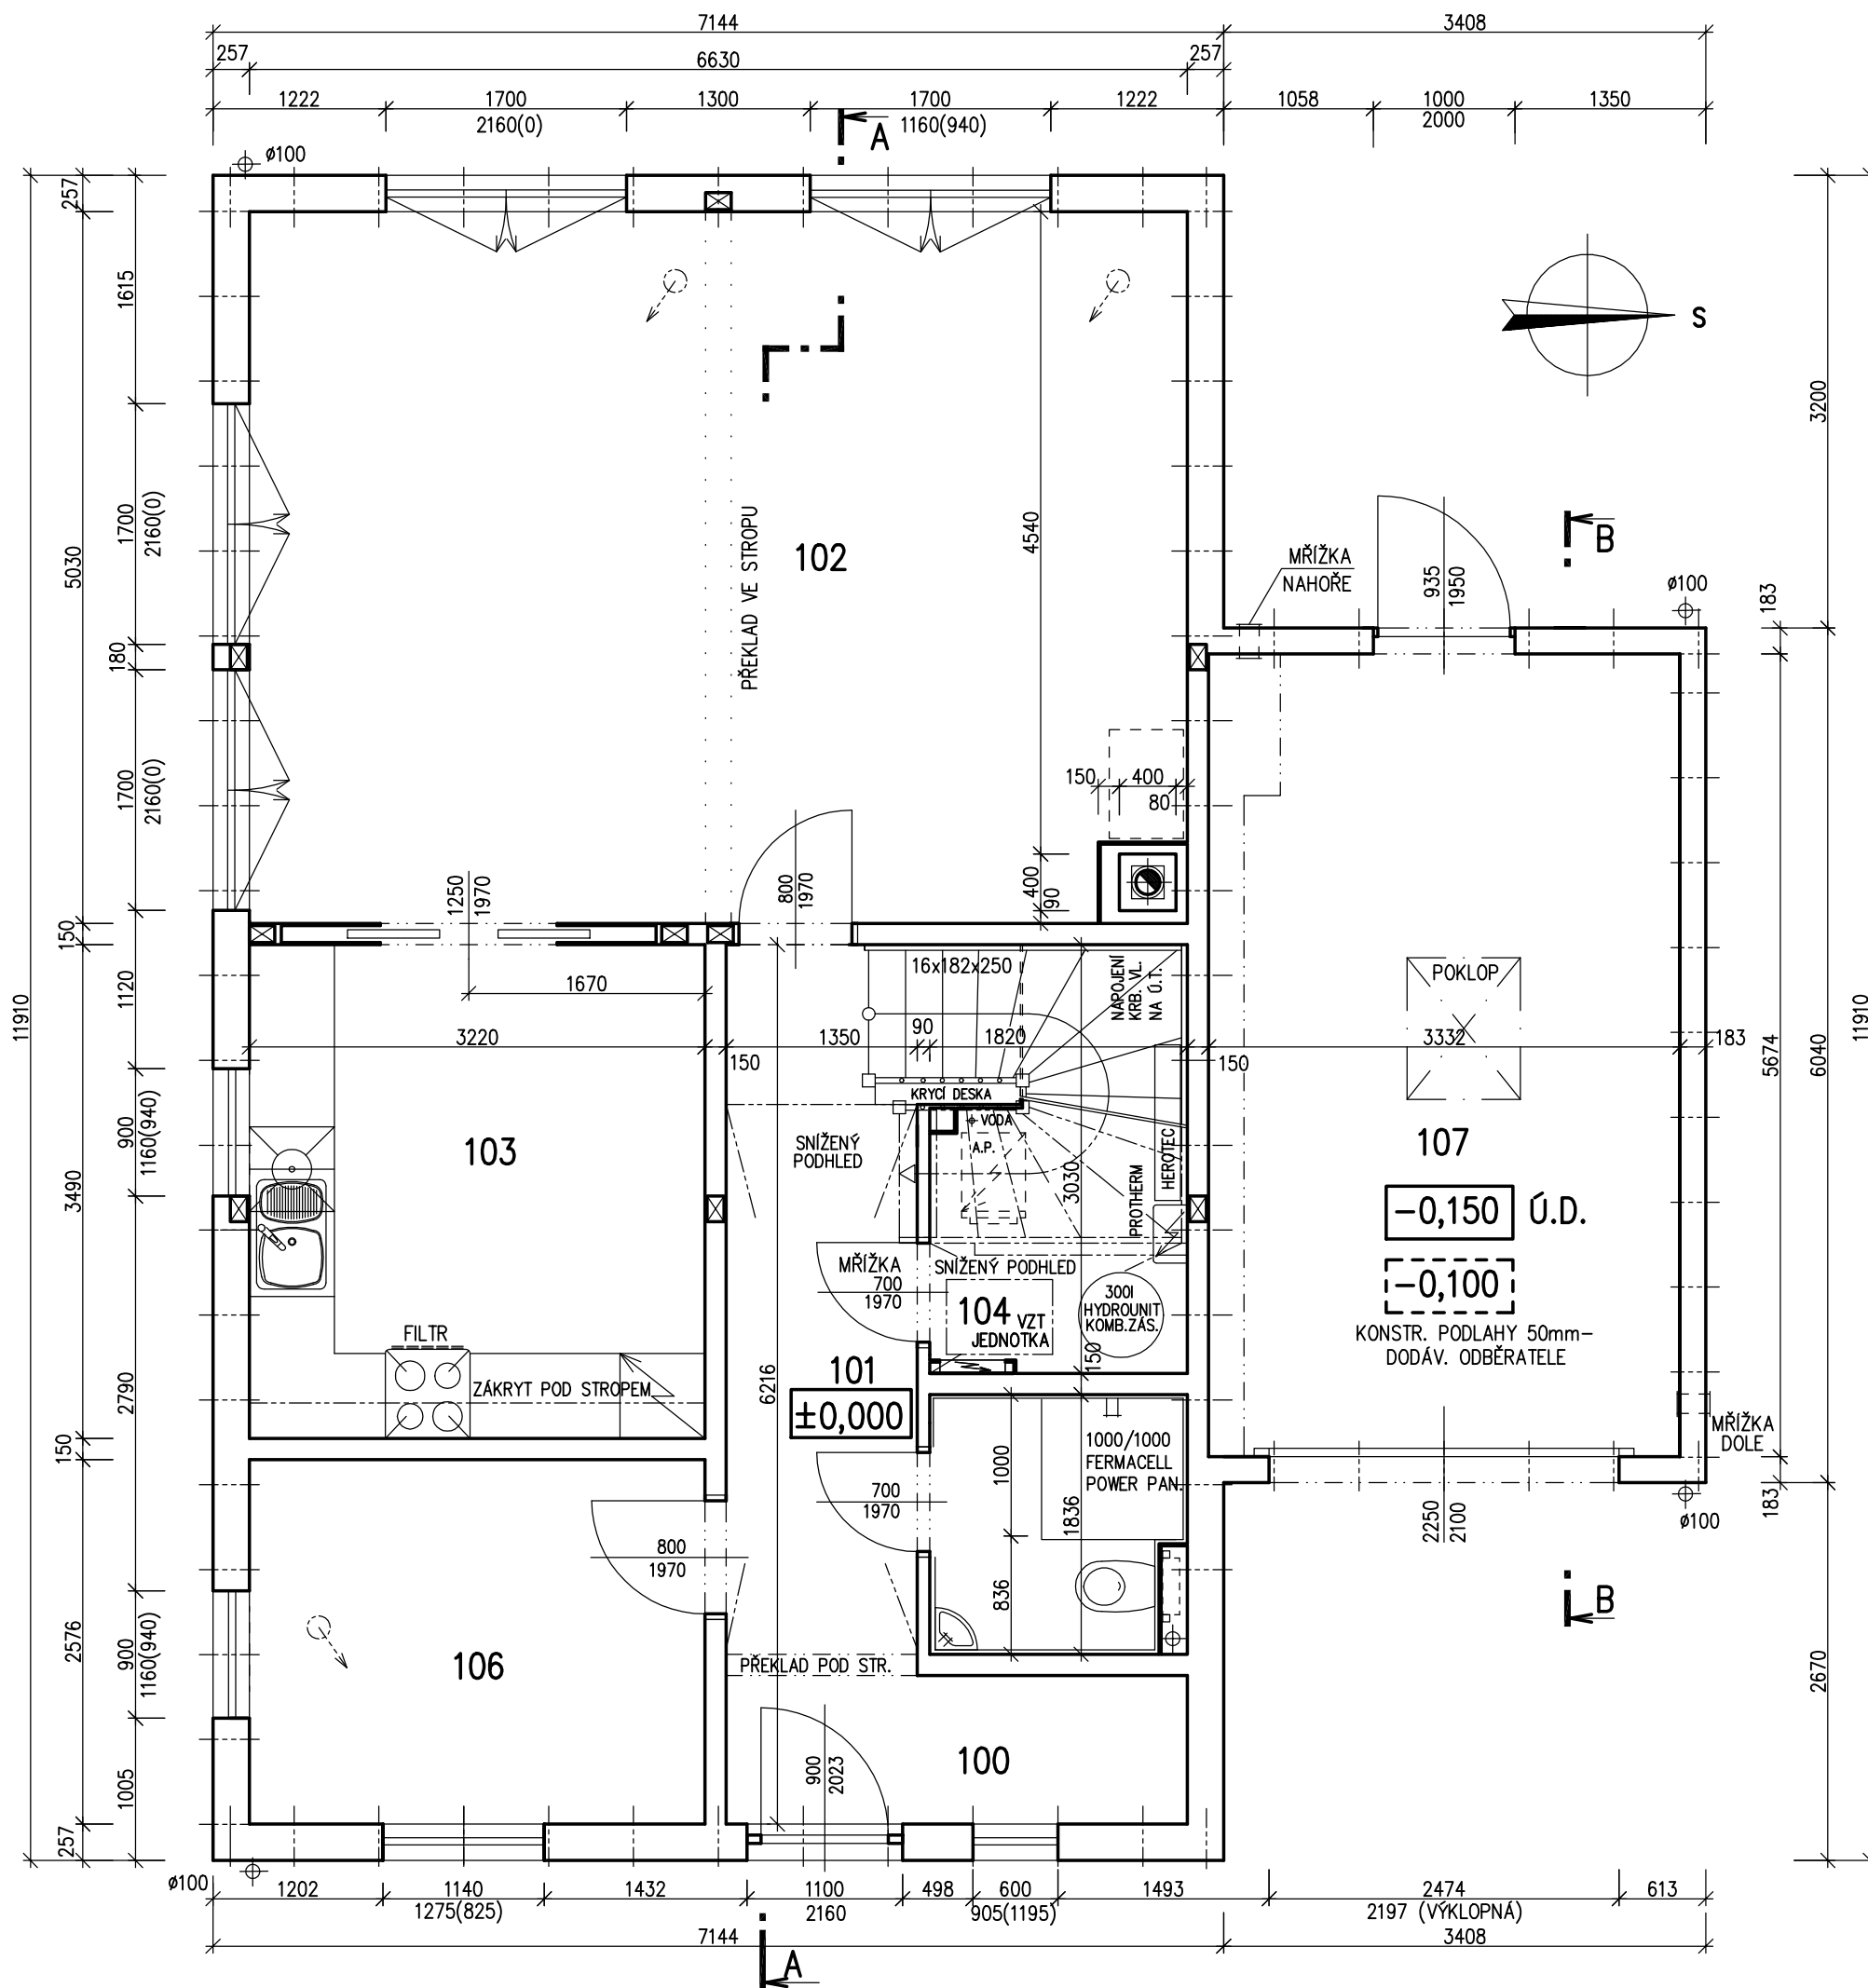 7144
3408
257
6630
257
1222
1700
1300
1700
1222
1058
1000
1350
2160(0)
1160(940)
2000
A
ø100
S
257
1615
3200
11910
5030
1700
2160(0)
4540
PŘEKLAD VE STROPU
102
MŘÍŽKA
NAHOŘE
935
1950
B
ø100
183
180
1700
2160(0)
150
400
80
400
90
1250
1970
800
1970
150
1120
1670
16x182x250
NAPOJENÍ
KRB. VL.
NA Ú.T.
POKLOP
11910
3220
150
1350
90
1820
150
3332
183
5674
6040
KRYCÍ DESKA
VODA
A.P.
SNÍŽENÝ
PODHLED
900
1160(940)
3490
103
3030
PROTHERM
HEROTEC
107
-0,150
Ú.D.
-0,100
KONSTR. PODLAHY 50mm-
DODÁV. ODBĚRATELE
MŘÍŽKA
700
1970
SNÍŽENÝ PODHLED
104
VZT
JEDNOTKA
300l
HYDROUNIT
KOMB.ZÁS.
FILTR
ZÁKRYT POD STROPEM
2790
101
±0,000
6216
150
1000/1000
FERMACELL
POWER PAN.
1000
1836
836
MŘÍŽKA
DOLE
150
700
1970
2250
2100
183
ø100
800
1970
2576
900
1160(940)
106
PŘEKLAD POD STR.
B
2670
1005
900
2023
100
257
ø100
1202
1140
1432
1100
498
600
1493
2474
613
1275(825)
2160
905(1195)
2197 (VÝKLOPNÁ)
7144
3408
A